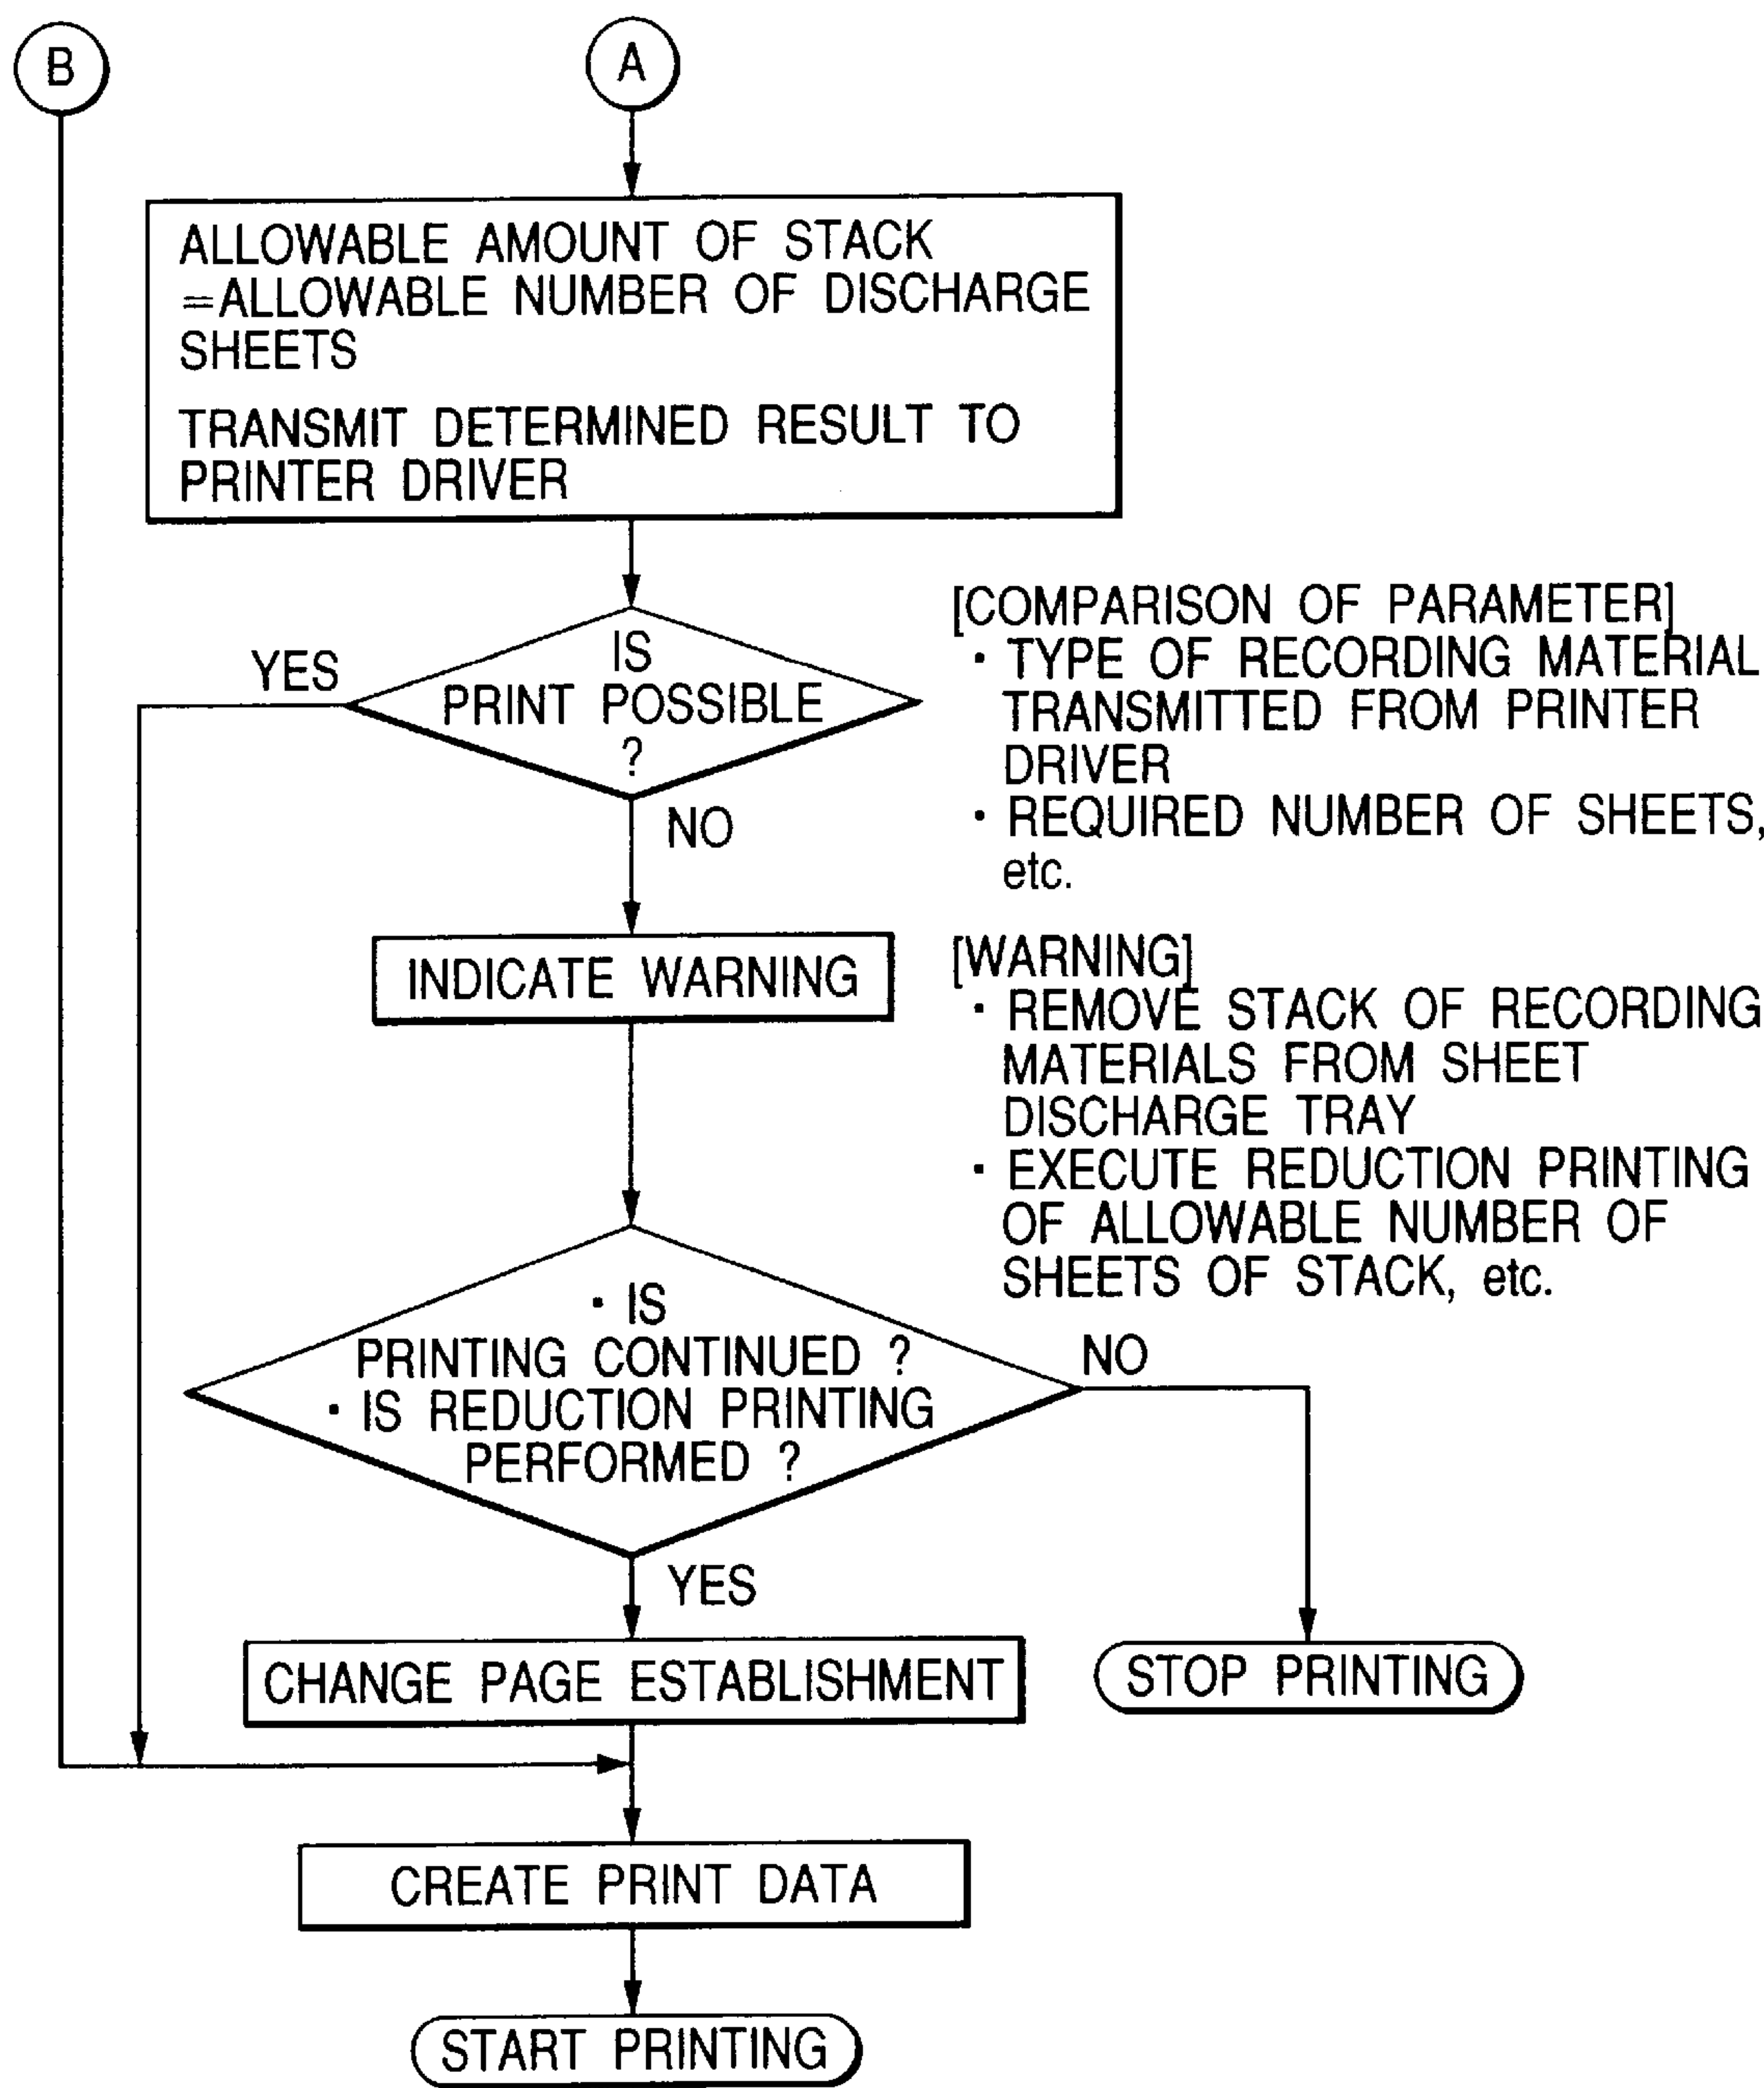 B
A
ALLOWABLE AMOUNT OF STACK
=ALLOWABLE NUMBER OF DISCHARGE
SHEETS
TRANSMIT DETERMINED RESULT TO
PRINTER DRIVER
IS
PRINT POSSIBLE
?
YES
NO
[COMPARISON OF PARAMETER]
・ TYPE OF RECORDING MATERIAL
TRANSMITTED FROM PRINTER
DRIVER
・ REQUIRED NUMBER OF SHEETS,
etc.
INDICATE WARNING
[WARNING]
・ REMOVE STACK OF RECORDING
MATERIALS FROM SHEET
DISCHARGE TRAY
・ EXECUTE REDUCTION PRINTING
OF ALLOWABLE NUMBER OF
SHEETS OF STACK, etc.
・ IS
PRINTING CONTINUED ?
・ IS REDUCTION PRINTING
PERFORMED ?
NO
YES
CHANGE PAGE ESTABLISHMENT
STOP PRINTING
CREATE PRINT DATA
START PRINTING